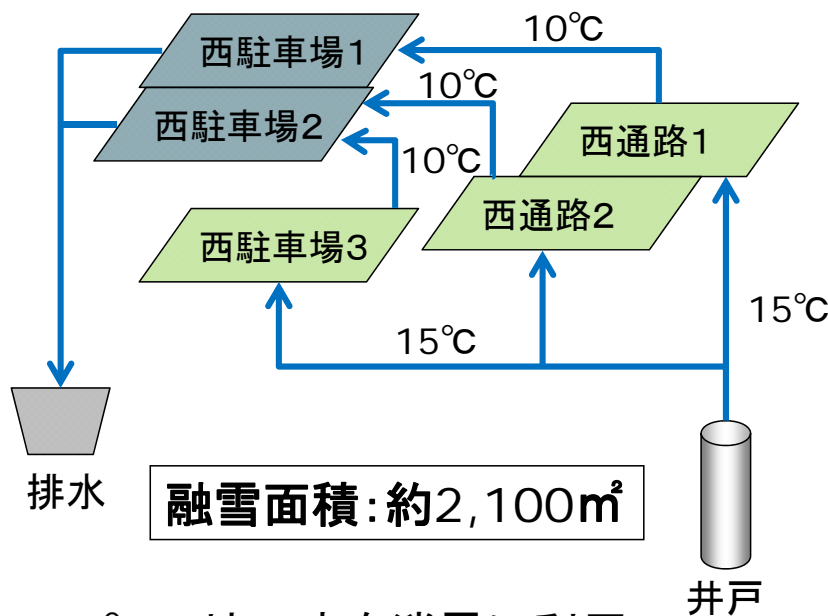 西駐車場1
10℃
10℃
西駐車場2
西通路1
10℃
西通路2
西駐車場3
15℃
15℃
排水
融雪面積:約2,100㎡
井戸